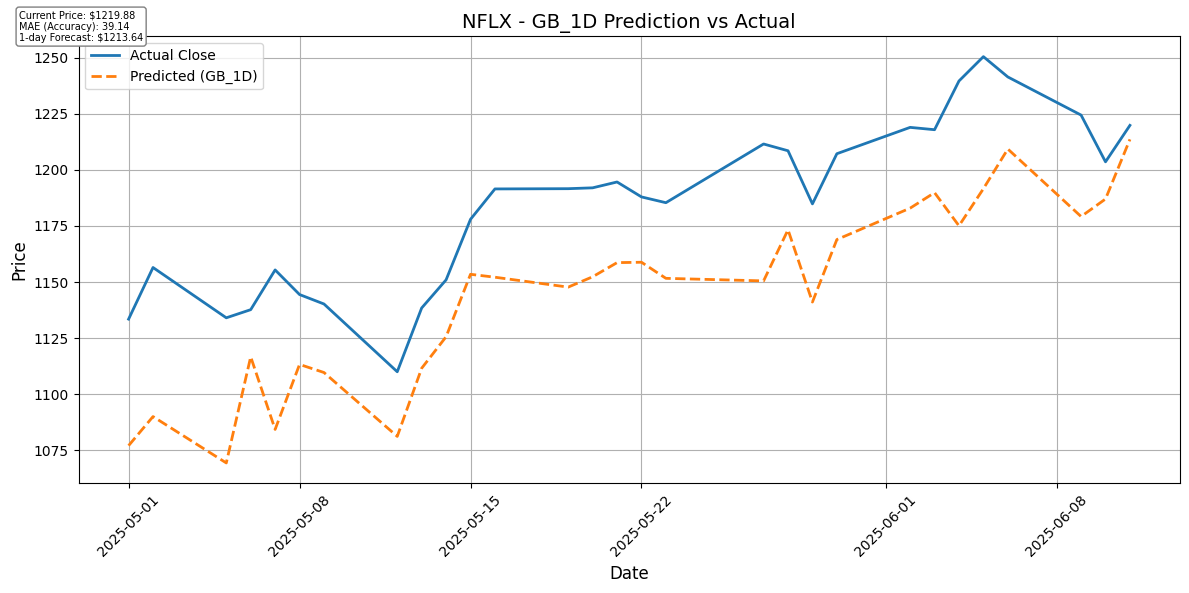 NFLX - GB_1D Prediction vs Actual
Current Price: $1219.88
MAE (Accuracy): 39.14
1-day Forecast: $1213.64
Actual Close
Predicted (GB_1D)
Price
1250
1225
1200
1175
1150
1125
1100
1075
2025-05-01
2025-05-08
2025-05-15
2025-05-22
2025-06-01
2025-06-08
Date